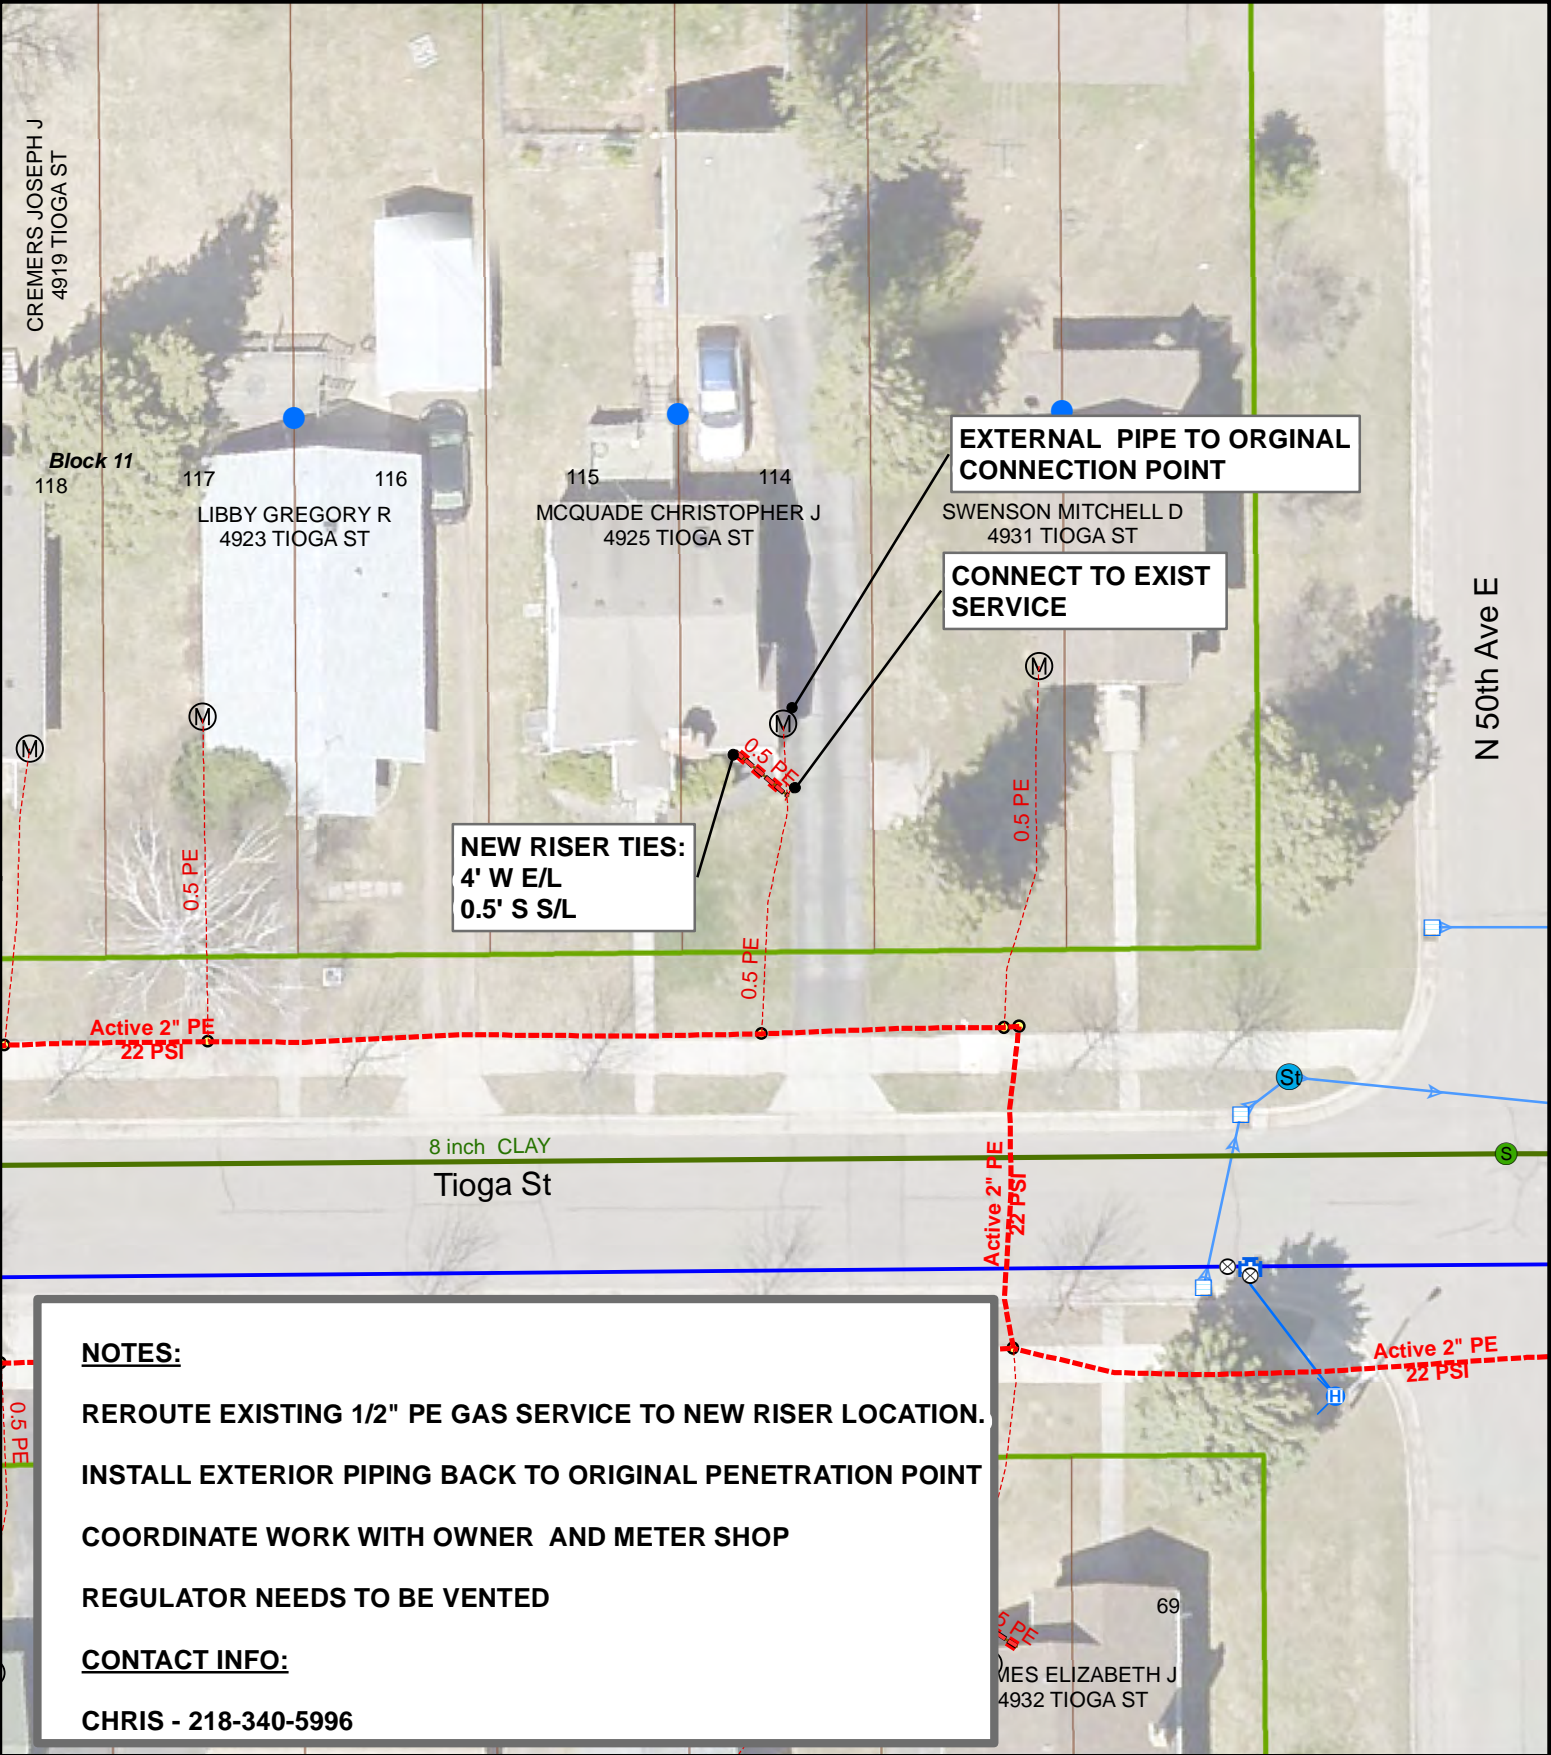 CREMERS JOSEPH J
4919 TIOGA ST
Block 11
118
117
116
LIBBY GREGORY R
4923 TIOGA ST
115
114
MCQUADE CHRISTOPHER J
4925 TIOGA ST
EXTERNAL  PIPE TO ORGINAL
CONNECTION POINT
SWENSON MITCHELL D
4931 TIOGA ST
CONNECT TO EXIST
SERVICE
N 50th Ave E
M
M
M
M
0.5 PE
0.5 PE
0.5 PE
0.5 PE
NEW RISER TIES:
4' W E/L
0.5' S S/L
Active 2" PE
22 PSI
St
8 inch  CLAY
S
Tioga St
Active 2" PE
22 PSI
H
Active 2" PE
22 PSI
H
0.5 PE
NOTES:
REROUTE EXISTING 1/2" PE GAS SERVICE TO NEW RISER LOCATION.
INSTALL EXTERIOR PIPING BACK TO ORIGINAL PENETRATION POINT
COORDINATE WORK WITH OWNER  AND METER SHOP
REGULATOR NEEDS TO BE VENTED
CONTACT INFO:
CHRIS - 218-340-5996
69
5 PE
MES ELIZABETH J
4932 TIOGA ST